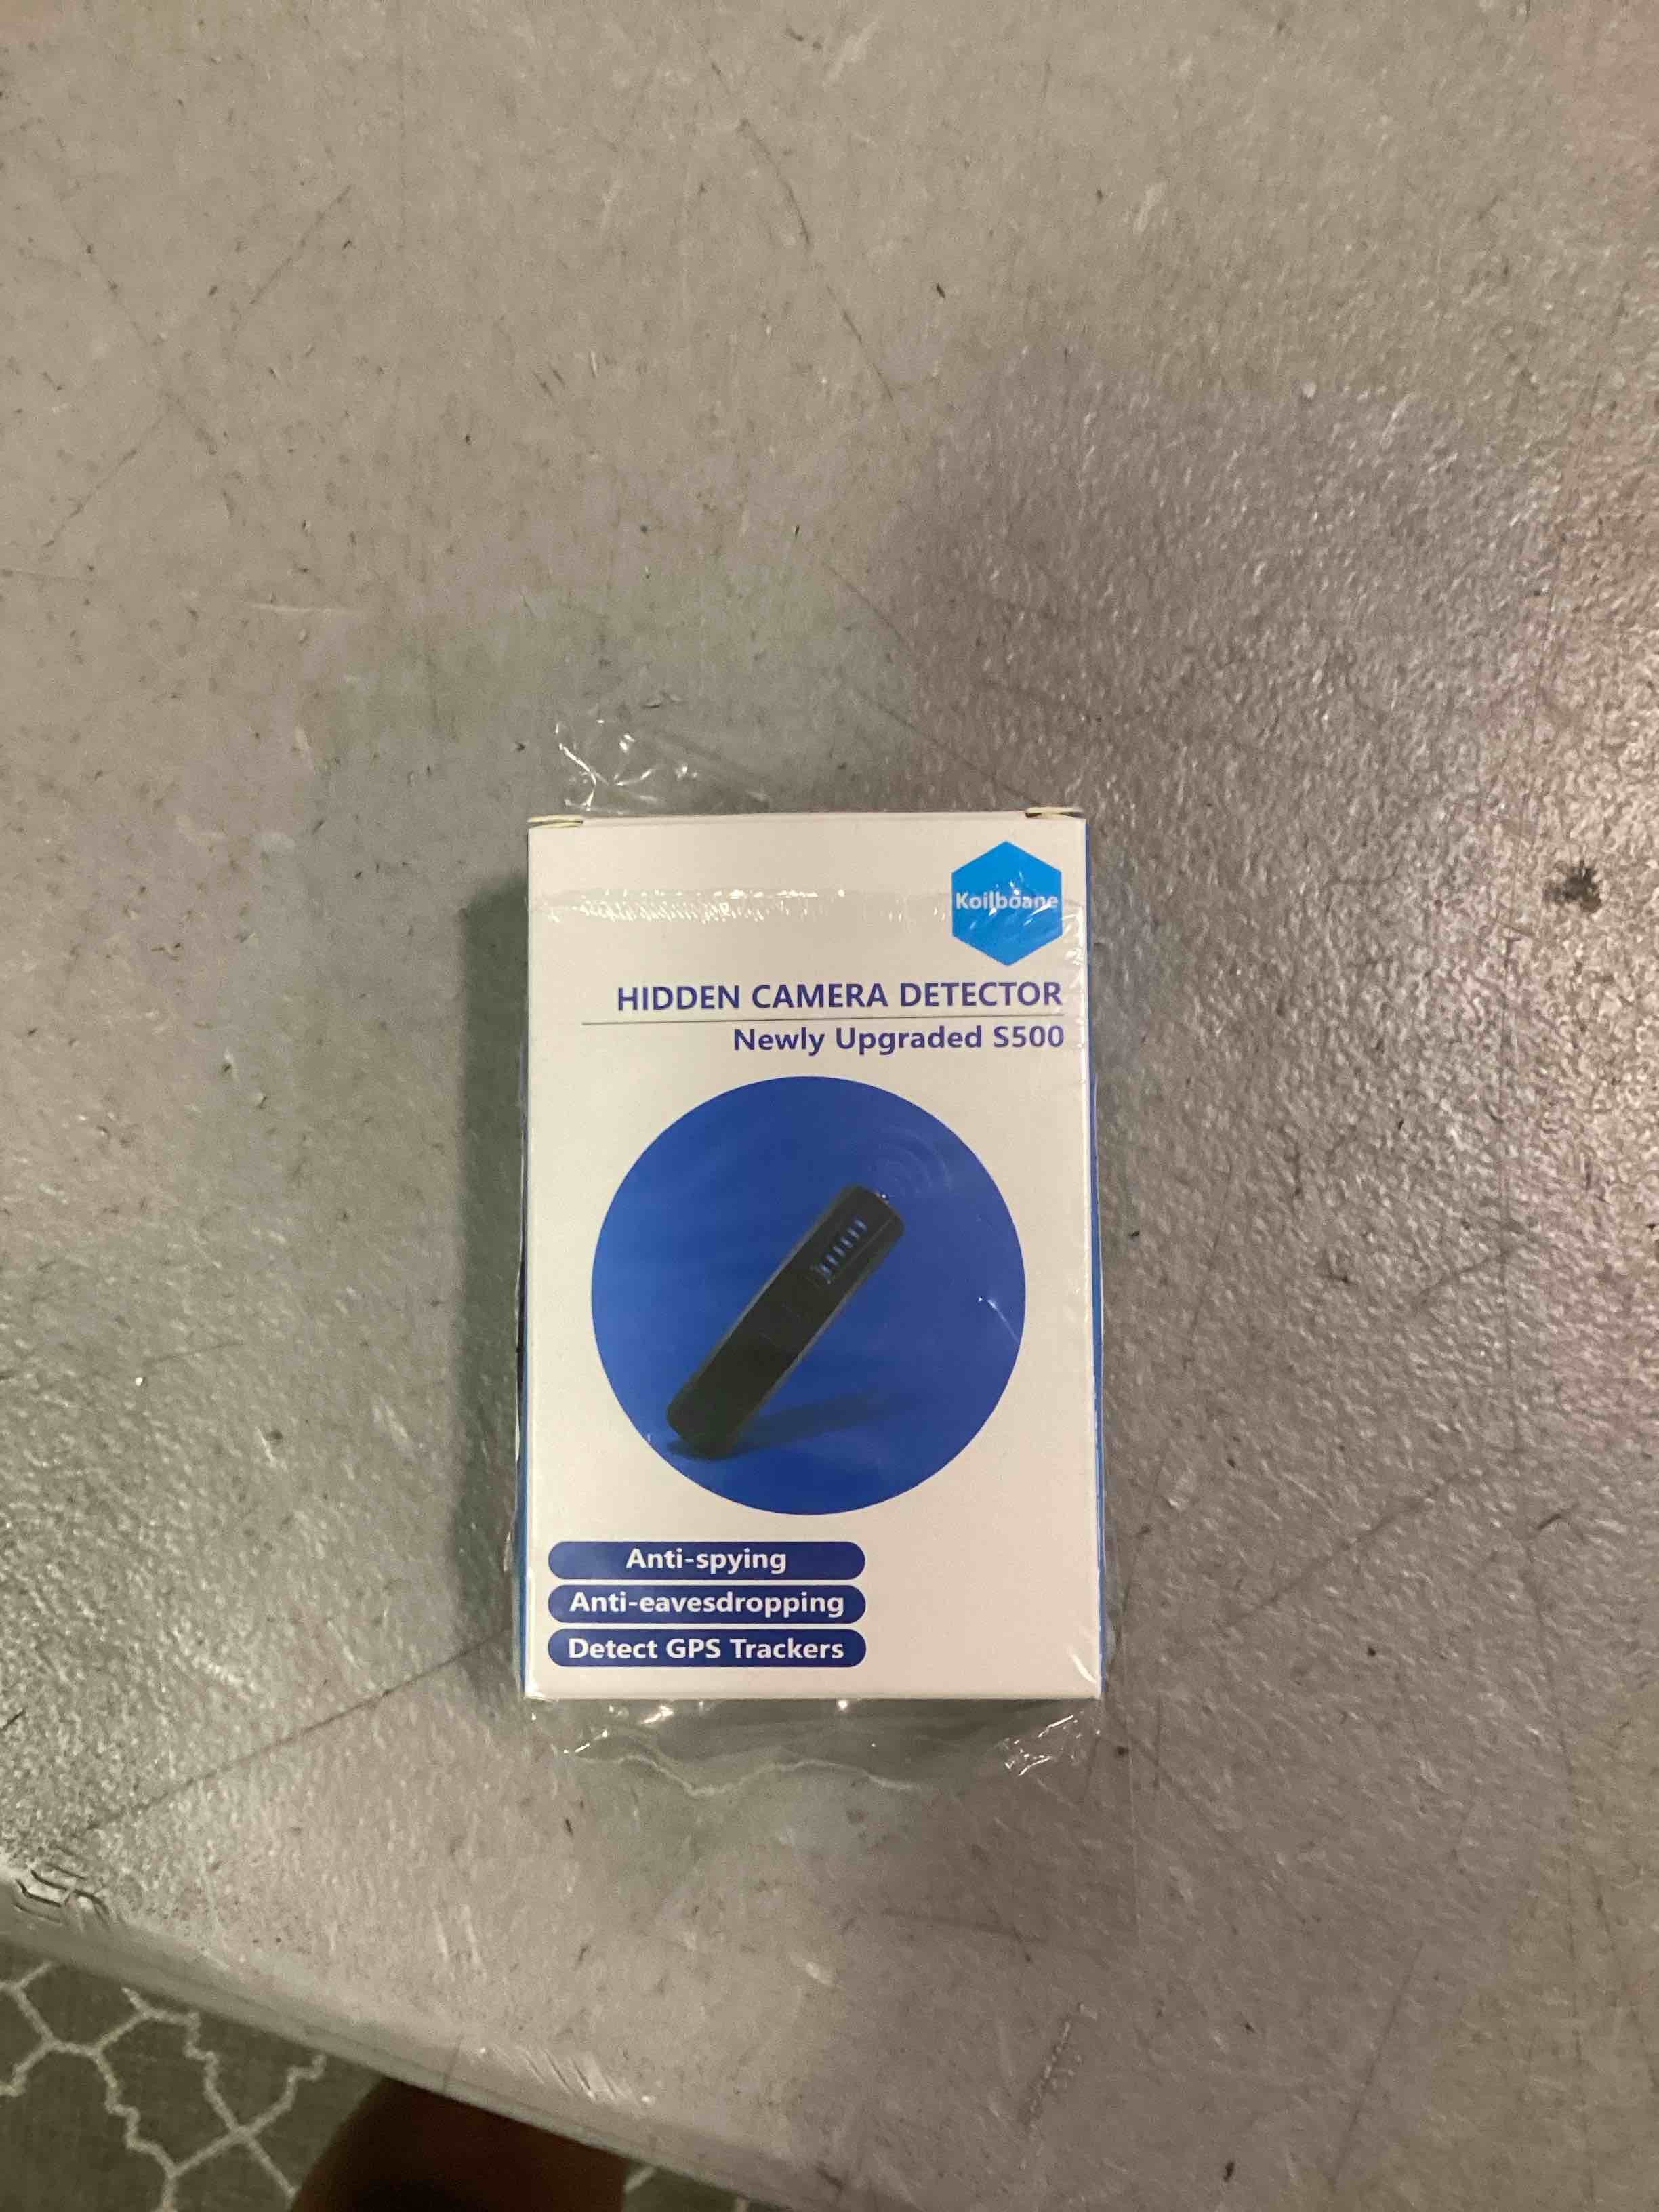 Koilboane
HIDDEN CAMERA DETECTOR
Newly Upgraded S500
Anti-spying
Anti-eavesdropping
Detect GPS Trackers